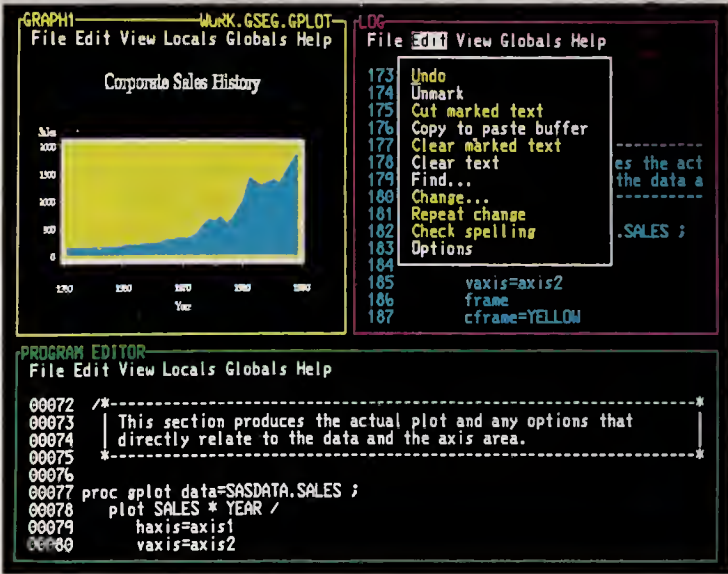 GRAPH1 WORK.GSEG.GPLOT
File Edit View Locals Globals Help
Corporate Sales History
Sales
2000
1500
1000
500
0
Year
LOG
File Edit View Globals Help
173
174
175
176
177
178 es the act
179 the data a
180
181
182 .SALES ;
183
184
185 vaxis=axis2
186 frame
187 cframe=YELLOW
Undo
Unmark
Cut marked text
Copy to paste buffer
Clear marked text
Clear text
Find...
Change...
Repeat change
Check spelling
Options
PROGRAM EDITOR
File Edit View Locals Globals Help
00072 /*--------------------------------------------------------------------*
00073 | This section produces the actual plot and any options that |
00074 | directly relate to the data and the axis area. |
00075 *--------------------------------------------------------------------*
00076
00077 proc gplot data=SASDATA.SALES ;
00078 plot SALES * YEAR /
00079 haxis=axis1
00080 vaxis=axis2